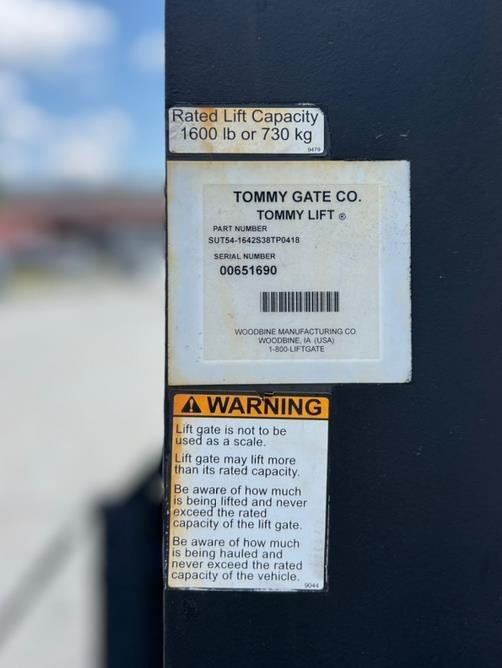 Rated Lift Capacity
1600 lb or 730 kg
9479
TOMMY GATE CO.
TOMMY LIFT ®
PART NUMBER
SUT54-1642S38TP0418
SERIAL NUMBER
00651690
WOODBINE MANUFACTURING CO.
WOODBINE, IA (USA)
1-800-LIFTGATE
WARNING
Lift gate is not to be
used as a scale.
Lift gate may lift more
than its rated capacity.
Be aware of how much
is being lifted and never
exceed the rated
capacity of the lift gate.
Be aware of how much
is being hauled and
never exceed the rated
capacity of the vehicle.
9044